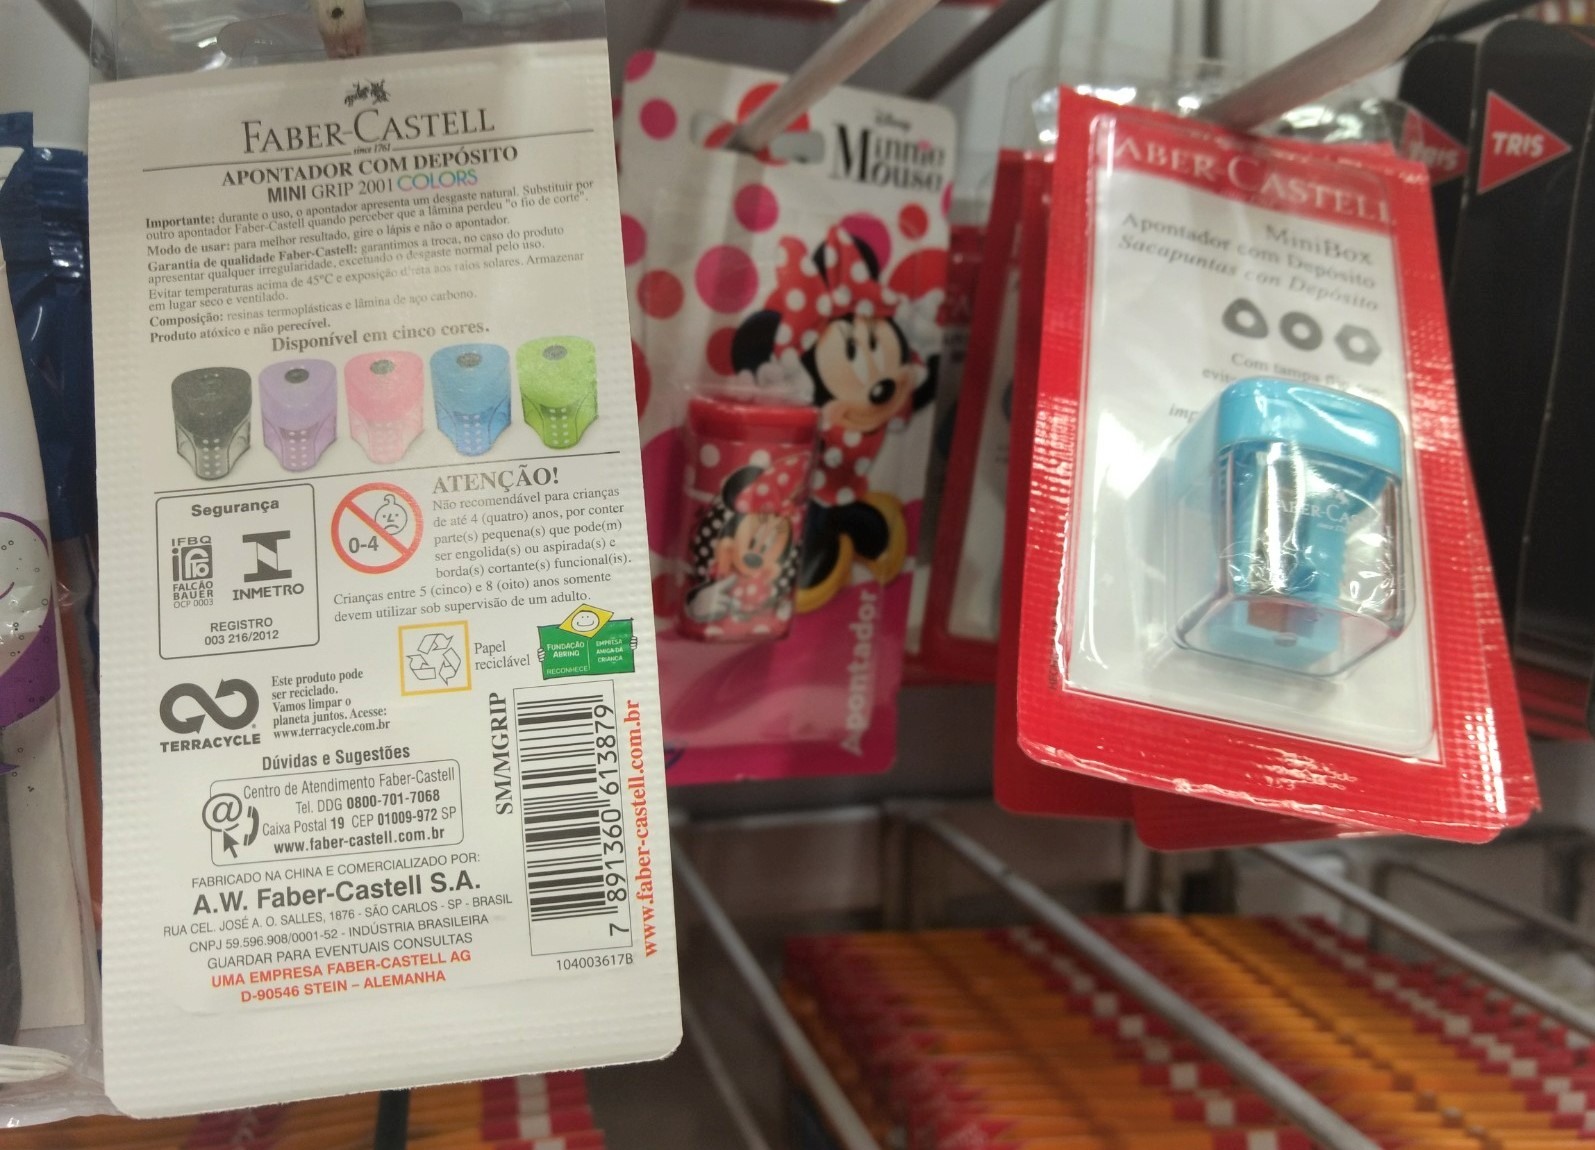 FABER-CASTELL
since 1761
APONTADOR COM DEPÓSITO
MINI GRIP 2001 COLORS
Importante: durante o uso, o apontador apresenta um desgaste natural. Substituir por
outro apontador Faber-Castell quando perceber que a lâmina perdeu "o fio de corte".
Modo de usar: para melhor resultado, gire o lápis e não o apontador.
Garantia de qualidade Faber-Castell: garantimos a troca, no caso do produto
apresentar qualquer irregularidade, excetuado o desgaste normal pelo uso.
Evitar temperaturas acima de 45°C e exposição direta aos raios solares. Armazenar
em lugar seco e ventilado.
Composição: resinas termoplásticas e lâmina de aço carbono.
Produto atóxico e não perecível.
Disponível em cinco cores.
Segurança
IFBQ
FALCÃO
BAUER
OCP 0003
INMETRO
REGISTRO
003 216/2012
0-4
ATENÇÃO!
Não recomendável para crianças
de até 4 (quatro) anos, por conter
parte(s) pequena(s) que pode(m)
ser engolida(s) ou aspirada(s) e
borda(s) cortante(s) funcional(is).
Crianças entre 5 (cinco) e 8 (oito) anos somente
devem utilizar sob supervisão de um adulto.
Papel
reciclável
FUNDAÇÃO
ABRINQ
RECONHECE
EMPRESA
AMIGA DA
CRIANÇA
TERRACYCLE
Este produto pode
ser reciclado.
Vamos limpar o
planeta juntos. Acesse:
www.terracycle.com.br
Dúvidas e Sugestões
Centro de Atendimento Faber-Castell
Tel. DDG 0800-701-7068
Caixa Postal 19 CEP 01009-972 SP
www.faber-castell.com.br
FABRICADO NA CHINA E COMERCIALIZADO POR:
A.W. Faber-Castell S.A.
RUA CEL. JOSÉ A. O. SALLES, 1876 - SÃO CARLOS - SP - BRASIL
CNPJ 59.596.908/0001-52 - INDÚSTRIA BRASILEIRA
GUARDAR PARA EVENTUAIS CONSULTAS
UMA EMPRESA FABER-CASTELL AG
D-90546 STEIN – ALEMANHA
SM/MGRIP
7 891360 613879
www.faber-castell.com.br
104003617B
Disney
Minnie
Mouse
Apontador
FABER-CASTELL
MiniBox
Apontador com Depósito
Sacapuntas con Depósito
Com tampa
TRIS
TRIS